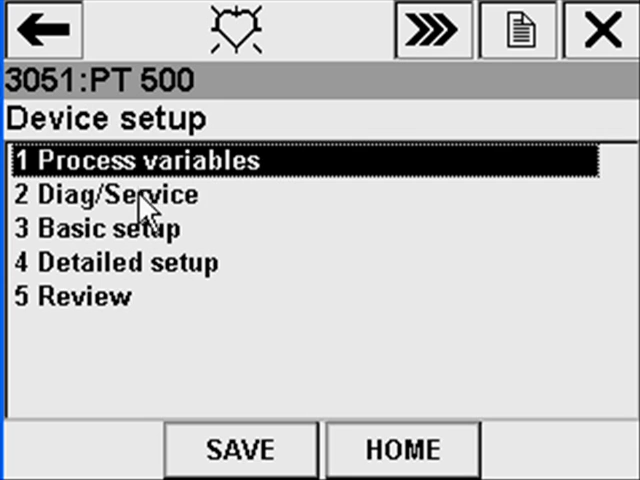 3051:PT 500
Device setup
1 Process variables
2 Diag/Service
3 Basic setup
4 Detailed setup
5 Review
SAVE
HOME